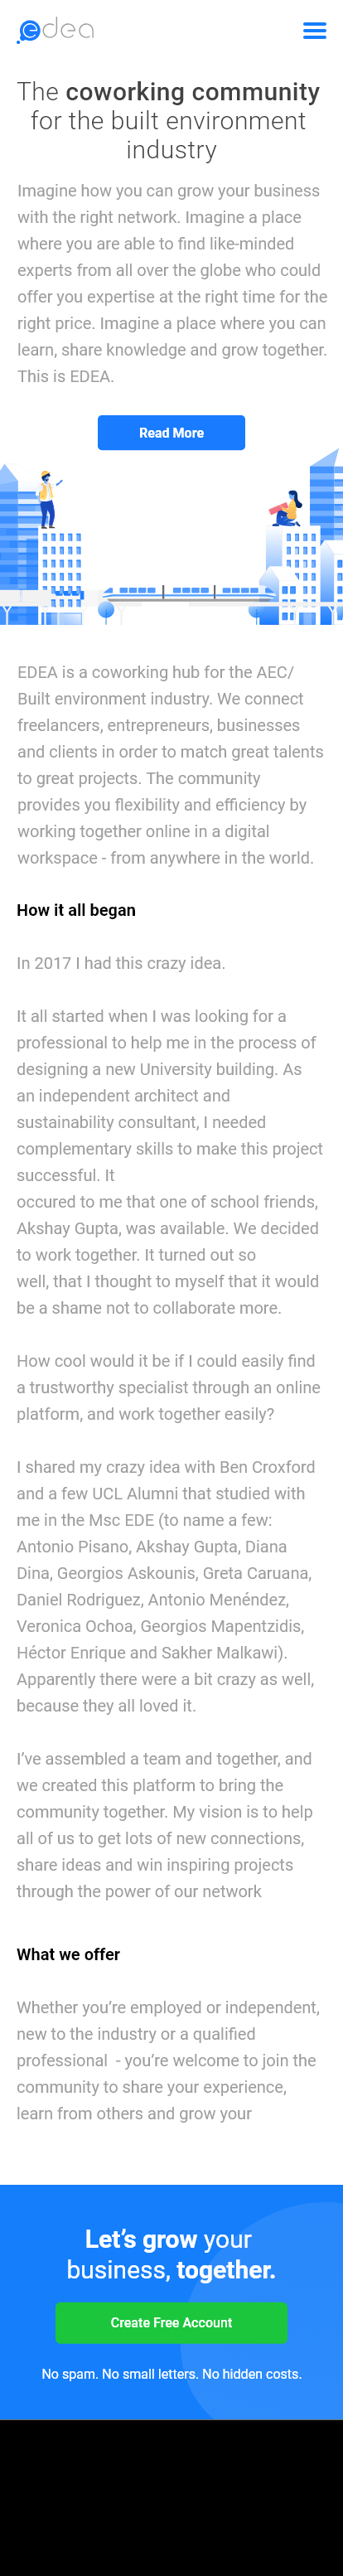 edea
The coworking community
for the built environment
industry
Imagine how you can grow your business
with the right network. Imagine a place
where you are able to find like-minded
experts from all over the globe who could
offer you expertise at the right time for the
right price. Imagine a place where you can
learn, share knowledge and grow together.
This is EDEA.
Read More
EDEA is a coworking hub for the AEC/
Built environment industry. We connect
freelancers, entrepreneurs, businesses
and clients in order to match great talents
to great projects. The community
provides you flexibility and efficiency by
working together online in a digital
workspace - from anywhere in the world.
How it all began
In 2017 I had this crazy idea.
It all started when I was looking for a
professional to help me in the process of
designing a new University building. As
an independent architect and
sustainability consultant, I needed
complementary skills to make this project
successful. It
occured to me that one of school friends,
Akshay Gupta, was available. We decided
to work together. It turned out so
well, that I thought to myself that it would
be a shame not to collaborate more.
How cool would it be if I could easily find
a trustworthy specialist through an online
platform, and work together easily?
I shared my crazy idea with Ben Croxford
and a few UCL Alumni that studied with
me in the Msc EDE (to name a few:
Antonio Pisano, Akshay Gupta, Diana
Dina, Georgios Askounis, Greta Caruana,
Daniel Rodriguez, Antonio Menéndez,
Veronica Ochoa, Georgios Mapentzidis,
Héctor Enrique and Sakher Malkawi).
Apparently there were a bit crazy as well,
because they all loved it.
I’ve assembled a team and together, and
we created this platform to bring the
community together. My vision is to help
all of us to get lots of new connections,
share ideas and win inspiring projects
through the power of our network
What we offer
Whether you’re employed or independent,
new to the industry or a qualified
professional  - you’re welcome to join the
community to share your experience,
learn from others and grow your
Let’s grow your
business, together.
Create Free Account
No spam. No small letters. No hidden costs.